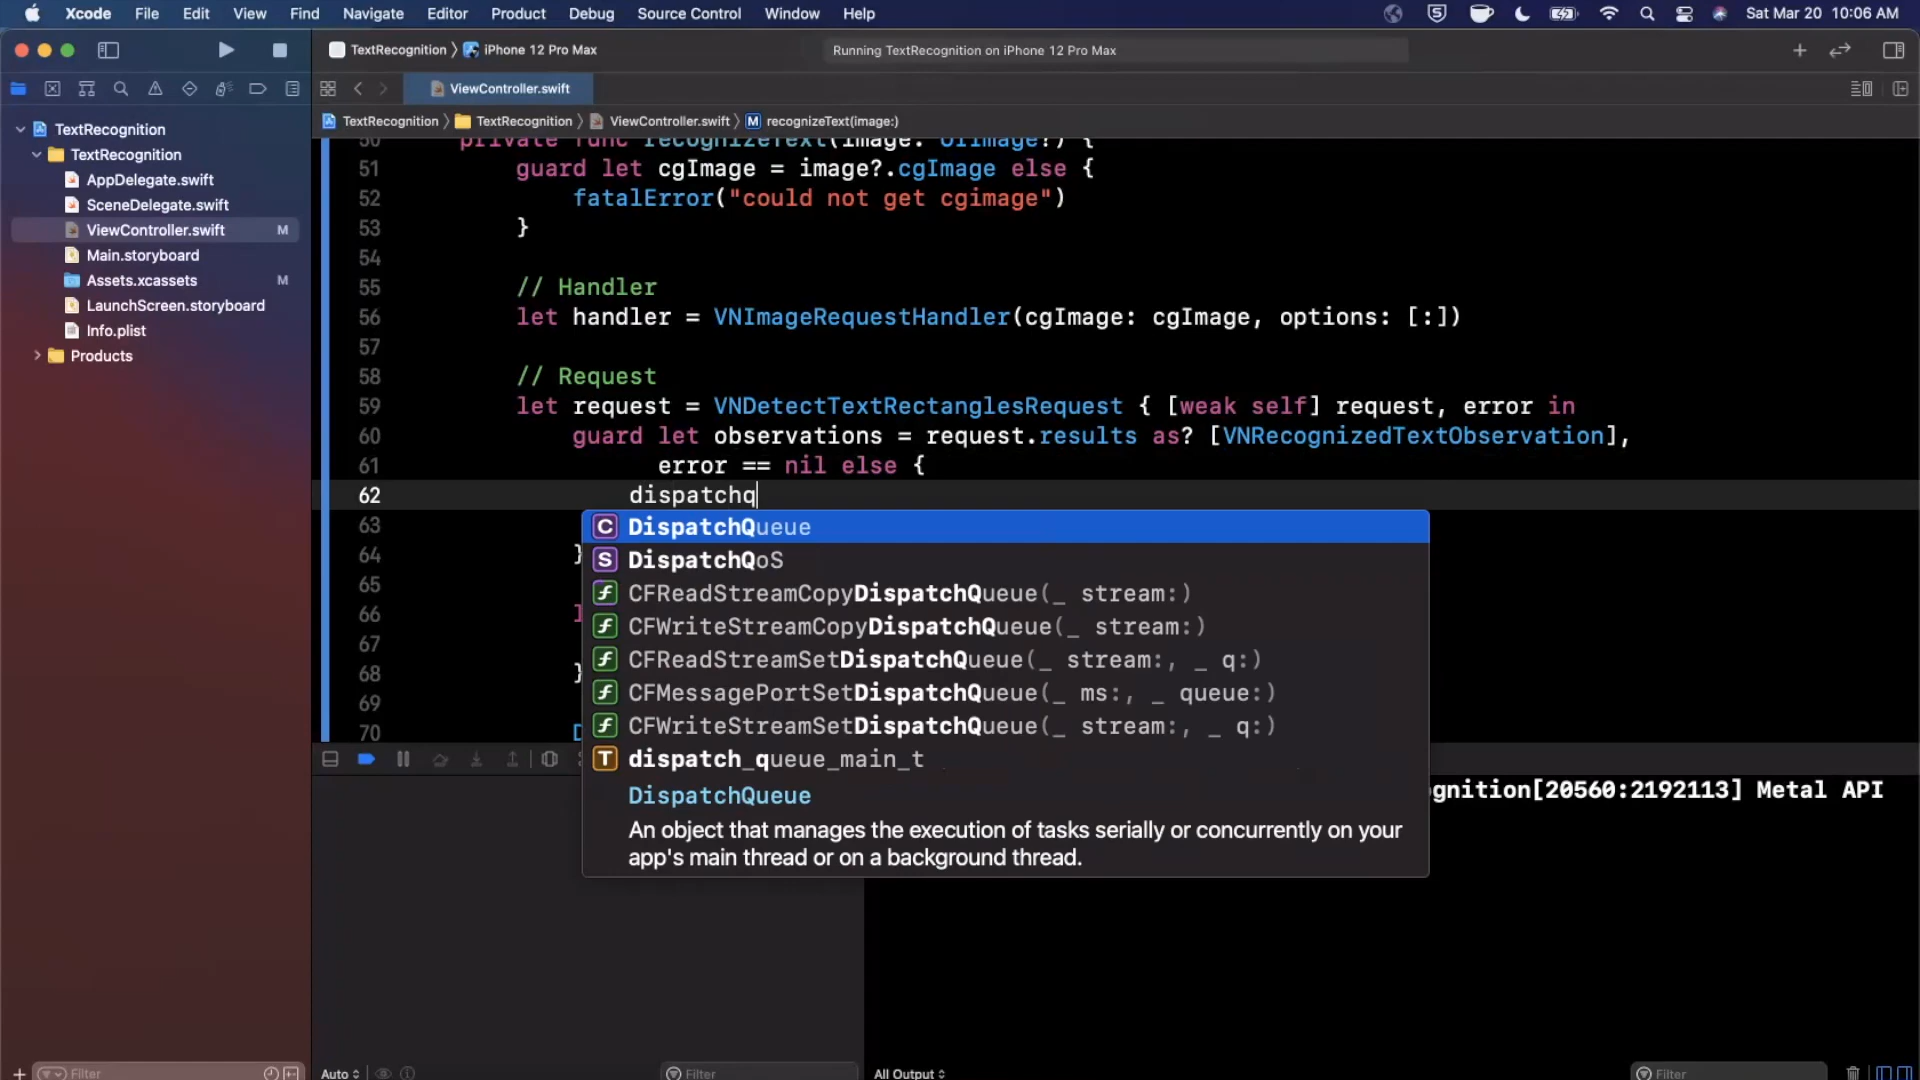 Xcode File Edit View Find Navigate Editor Product Debug Source Control Window Help Sat Mar 20 10:06 AM
TextRecognition 〉 iPhone 12 Pro Max
Running TextRecognition on iPhone 12 Pro Max
ViewController.swift
TextRecognition 〉 TextRecognition 〉 ViewController.swift 〉 M recognizeText(image:)
TextRecognition
TextRecognition
AppDelegate.swift
SceneDelegate.swift
ViewController.swift M
Main.storyboard
Assets.xcassets M
LaunchScreen.storyboard
Info.plist
Products
50 private func recognizeText(image: UIImage?) {
51 guard let cgImage = image?.cgImage else {
52 fatalError("could not get cgimage")
53 }
54
55 // Handler
56 let handler = VNImageRequestHandler(cgImage: cgImage, options: [:])
57
58 // Request
59 let request = VNDetectTextRectanglesRequest { [weak self] request, error in
60 guard let observations = request.results as? [VNRecognizedTextObservation],
61 error == nil else {
62 dispatchq
63
64 }
65
66 l
67
68 }
69
70 D
C DispatchQueue
S DispatchQoS
f CFReadStreamCopyDispatchQueue(_ stream:)
f CFWriteStreamCopyDispatchQueue(_ stream:)
f CFReadStreamSetDispatchQueue(_ stream:, _ q:)
f CFMessagePortSetDispatchQueue(_ ms:, _ queue:)
f CFWriteStreamSetDispatchQueue(_ stream:, _ q:)
T dispatch_queue_main_t
DispatchQueue
An object that manages the execution of tasks serially or concurrently on your
app's main thread or on a background thread.
gnition[20560:2192113] Metal API
Filter
Auto
Filter
All Output
Filter